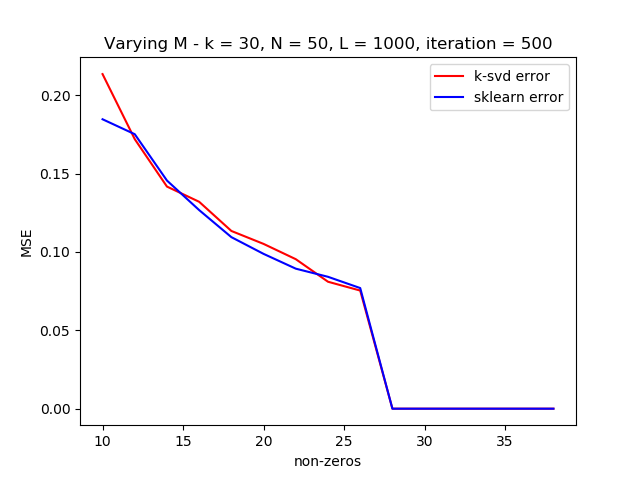 Varying M - k = 30, N = 50, L = 1000, iteration = 500
k-svd error
sklearn error
0.20
0.15
0.10
0.05
0.00
MSE
10 15 20 25 30 35
non-zeros